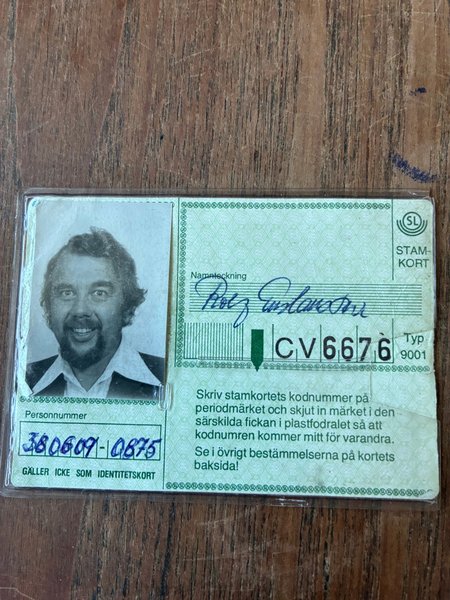 SL
STAM-
KORT
Namnteckning
Rolf Gustavsson
CV6676
Typ
9001
Skriv stamkortets kodnummer på
periodmärket och skjut in märket i den
särskilda fickan i plastfodralet så att
kodnumren kommer mitt för varandra.
Se i övrigt bestämmelserna på kortets
baksida!
Personnummer
380609-0875
GÄLLER ICKE SOM IDENTITETSKORT